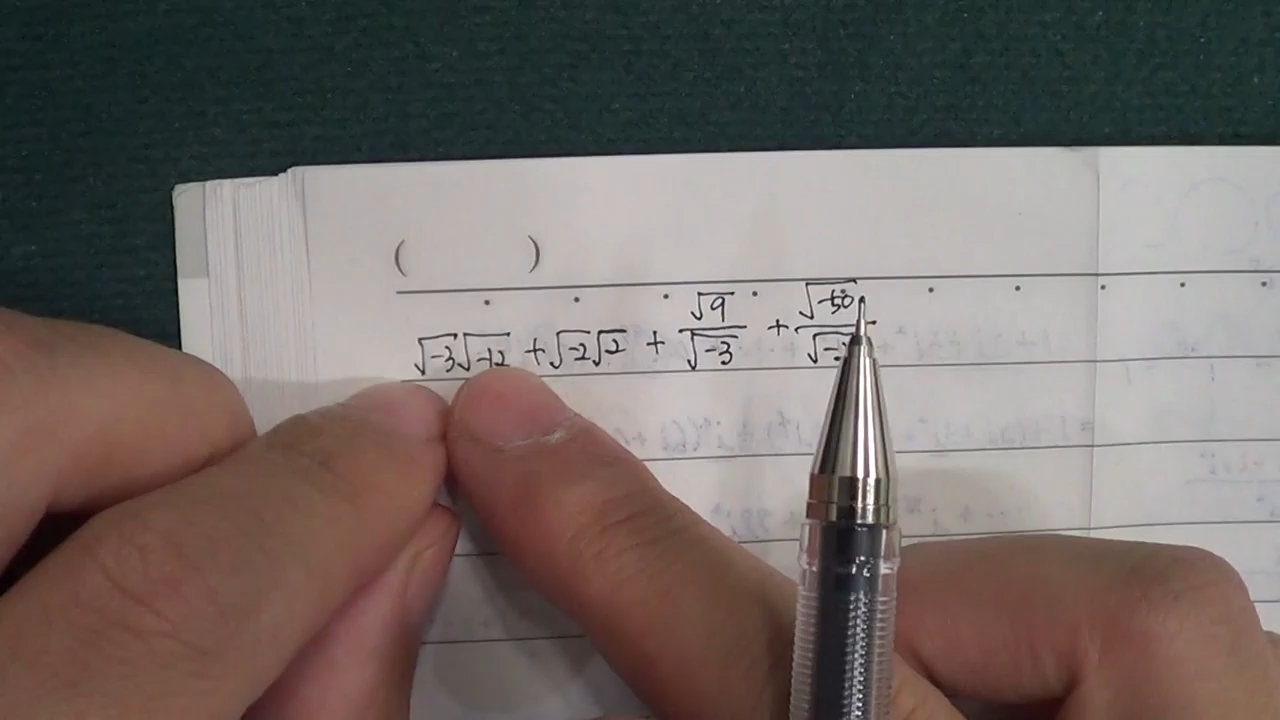 ( )
√-3√-12 + √-2√2 + √9/√-3 + √-50/√-